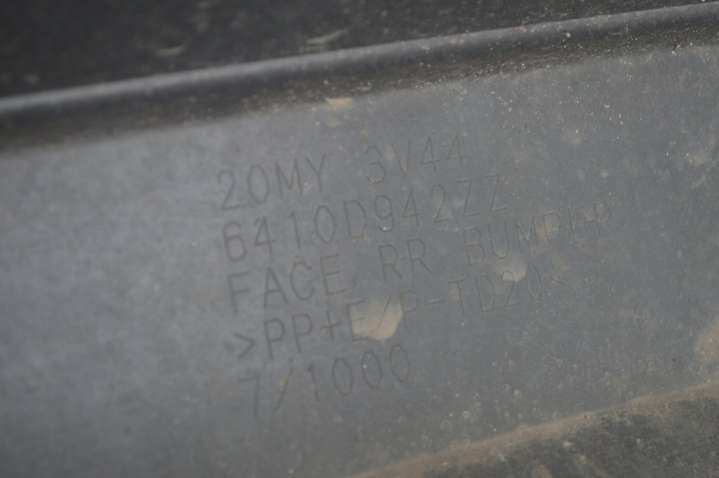 20MY 3V44
6410D942ZZ
FACE, RR BUMPER
>PP+E/P-TD20<
7/1000